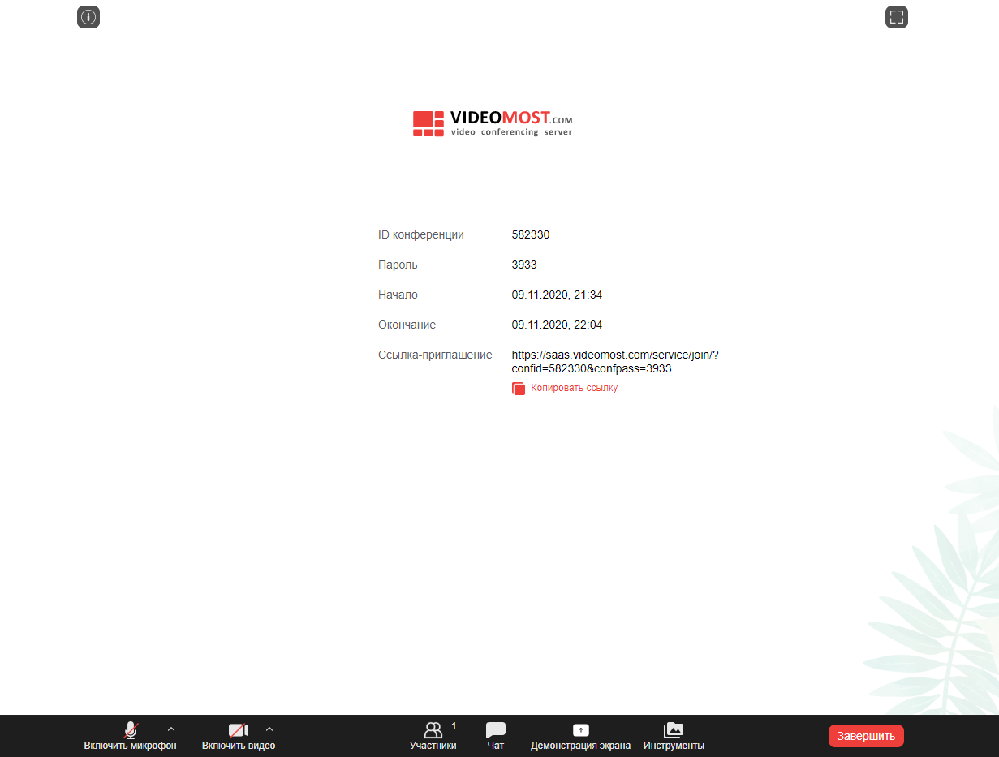 VIDEOMOST.COM
video conferencing server
ID конференции 582330
Пароль 3933
Начало 09.11.2020, 21:34
Окончание 09.11.2020, 22:04
Ссылка-приглашение https://saas.videomost.com/service/join/?
confid=582330&confpass=3933
Копировать ссылку
1
Включить микрофон Включить видео Участники Чат Демонстрация экрана Инструменты Завершить